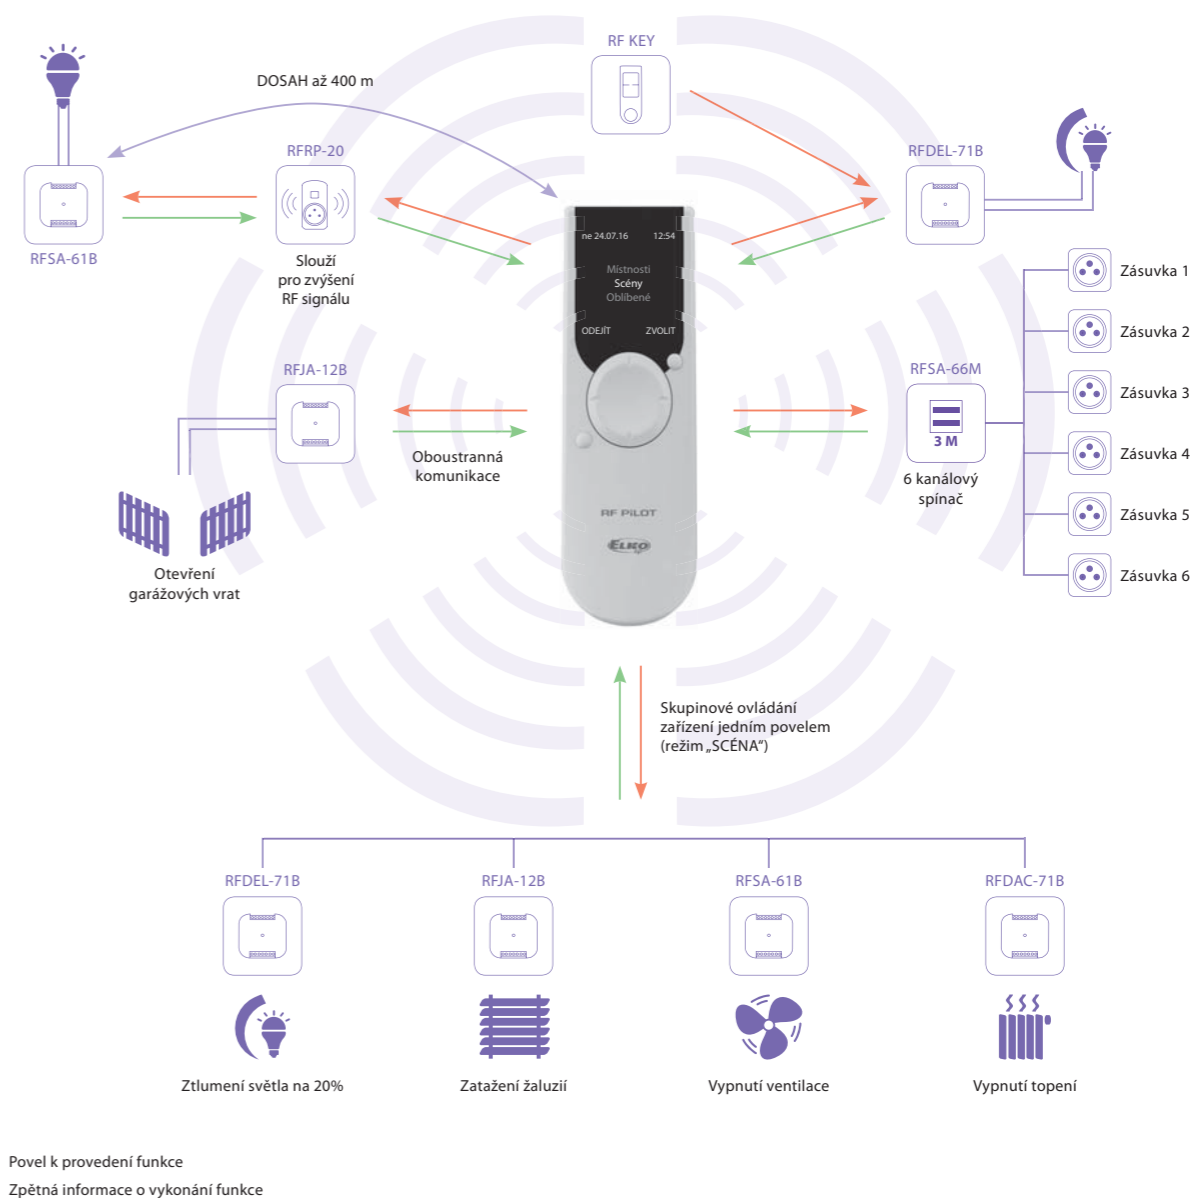 RF KEY
DOSAH až 400 m
RFRP-20
RFDEL-71B
RFSA-61B
Slouží
pro zvýšení
RF signálu
ne 24.07.16 12:54
Místnosti
Scény
Oblíbené
ODEJÍT ZVOLIT
Zásuvka 1
Zásuvka 2
Zásuvka 3
Zásuvka 4
Zásuvka 5
Zásuvka 6
RFJA-12B
RFSA-66M
3 M
6 kanálový
spínač
Oboustranná
komunikace
RF PiLOT
ELKO
ep
Otevření
garážových vrat
Skupinové ovládání
zařízení jedním povelem
(režim „SCÉNA“)
RFDEL-71B
RFJA-12B
RFSA-61B
RFDAC-71B
Ztlumení světla na 20%
Zatažení žaluzií
Vypnutí ventilace
Vypnutí topení
Povel k provedení funkce
Zpětná informace o vykonání funkce